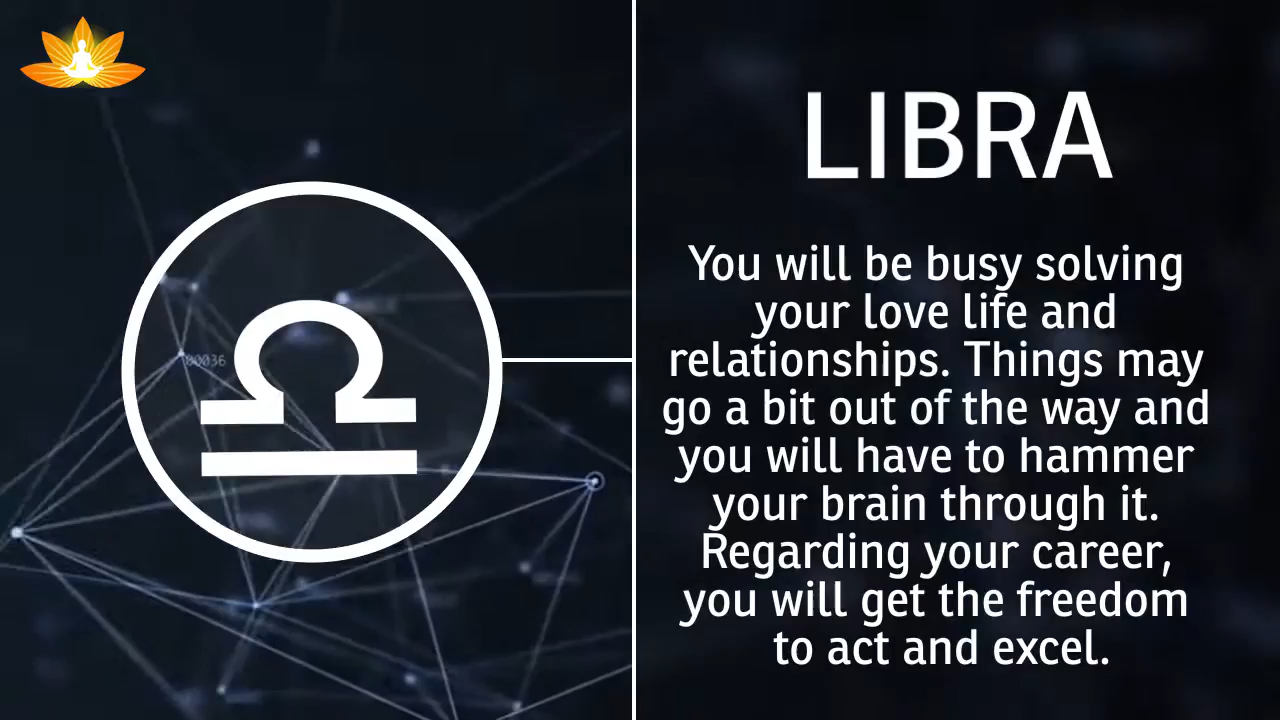 LIBRA
You will be busy solving
your love life and
relationships. Things may
go a bit out of the way and
you will have to hammer
your brain through it.
Regarding your career,
you will get the freedom
to act and excel.
00036